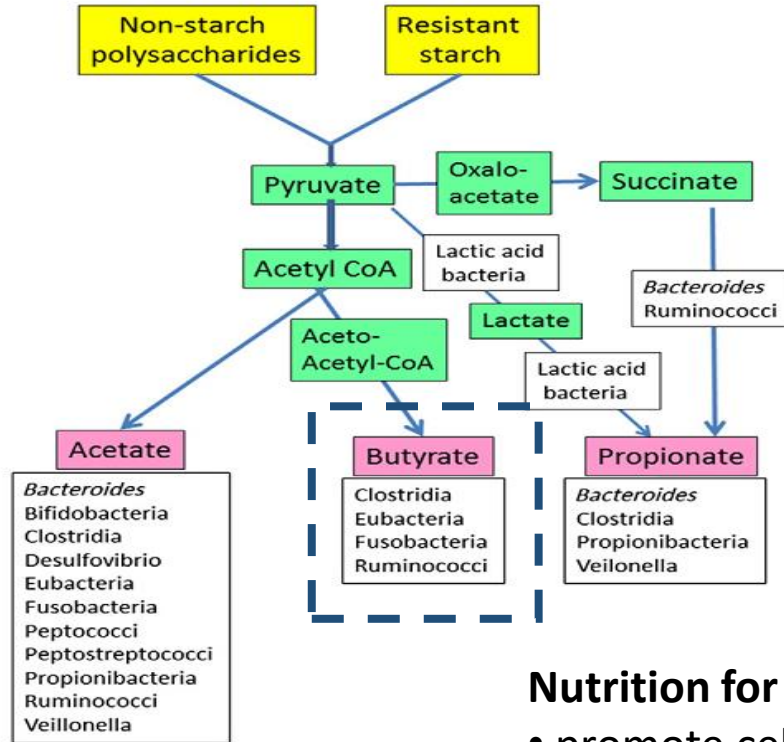 Non-starch
polysaccharides
Resistant
starch
Pyruvate
Oxalo-
acetate
Succinate
Acetyl CoA
Lactic acid
bacteria
Bacteroides
Ruminococci
Lactate
Aceto-
Acetyl-CoA
Lactic acid
bacteria
Acetate
Bacteroides
Bifidobacteria
Clostridia
Desulfovibrio
Eubacteria
Fusobacteria
Peptococci
Peptostreptococci
Propionibacteria
Ruminococci
Veillonella
Butyrate
Clostridia
Eubacteria
Fusobacteria
Ruminococci
Propionate
Bacteroides
Clostridia
Propionibacteria
Veilonella
Nutrition for
• promote cel